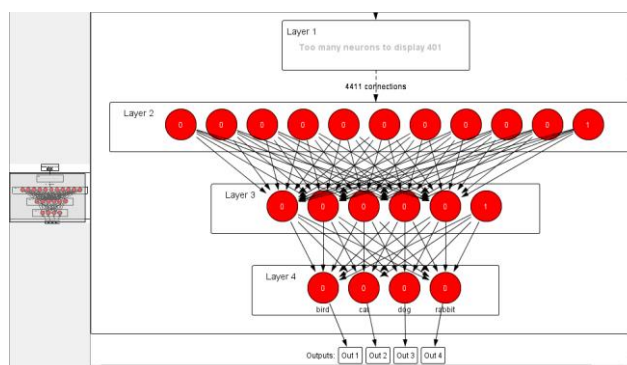 Layer 1
Too many neurons to display 401
4411 connections
Layer 2
0 0 0 0 0 0 0 0 0 0 1
Layer 3
0 0 0 0 0 1
Layer 4
0 0 0 0
bird cat dog rabbit
Outputs: Out 1 Out 2 Out 3 Out 4